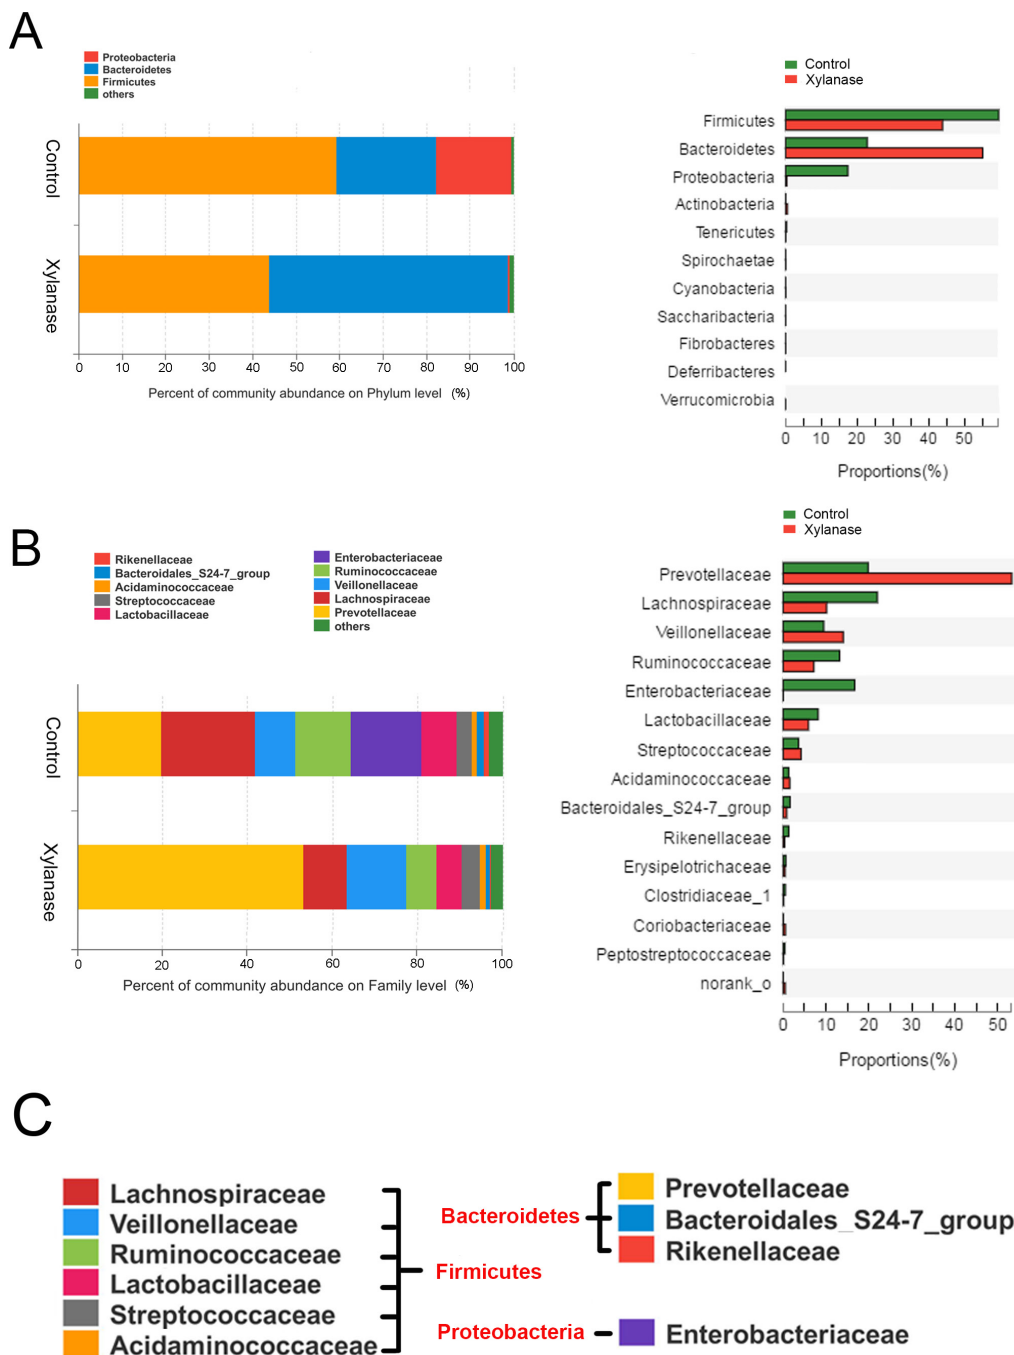 A
Proteobacteria
Bacteroidetes
Firmicutes
others
Control
Xylanase
0 10 20 30 40 50 60 70 80 90 100
Percent of community abundance on Phylum level (%)
Control
Xylanase
Firmicutes
Bacteroidetes
Proteobacteria
Actinobacteria
Tenericutes
Spirochaetae
Cyanobacteria
Saccharibacteria
Fibrobacteres
Deferribacteres
Verrucomicrobia
0 10 20 30 40 50
Proportions(%)
B
Rikenellaceae
Bacteroidales_S24-7_group
Acidaminococcaceae
Streptococcaceae
Lactobacillaceae
Enterobacteriaceae
Ruminococcaceae
Veillonellaceae
Lachnospiraceae
Prevotellaceae
others
Control
Xylanase
0 20 40 60 80 100
Percent of community abundance on Family level (%)
Control
Xylanase
Prevotellaceae
Lachnospiraceae
Veillonellaceae
Ruminococcaceae
Enterobacteriaceae
Lactobacillaceae
Streptococcaceae
Acidaminococcaceae
Bacteroidales_S24-7_group
Rikenellaceae
Erysipelotrichaceae
Clostridiaceae_1
Coriobacteriaceae
Peptostreptococcaceae
norank_o
0 10 20 30 40 50
Proportions(%)
C
Lachnospiraceae
Veillonellaceae
Ruminococcaceae
Lactobacillaceae
Streptococcaceae
Acidaminococcaceae
Firmicutes
Bacteroidetes
Prevotellaceae
Bacteroidales_S24-7_group
Rikenellaceae
Proteobacteria
Enterobacteriaceae